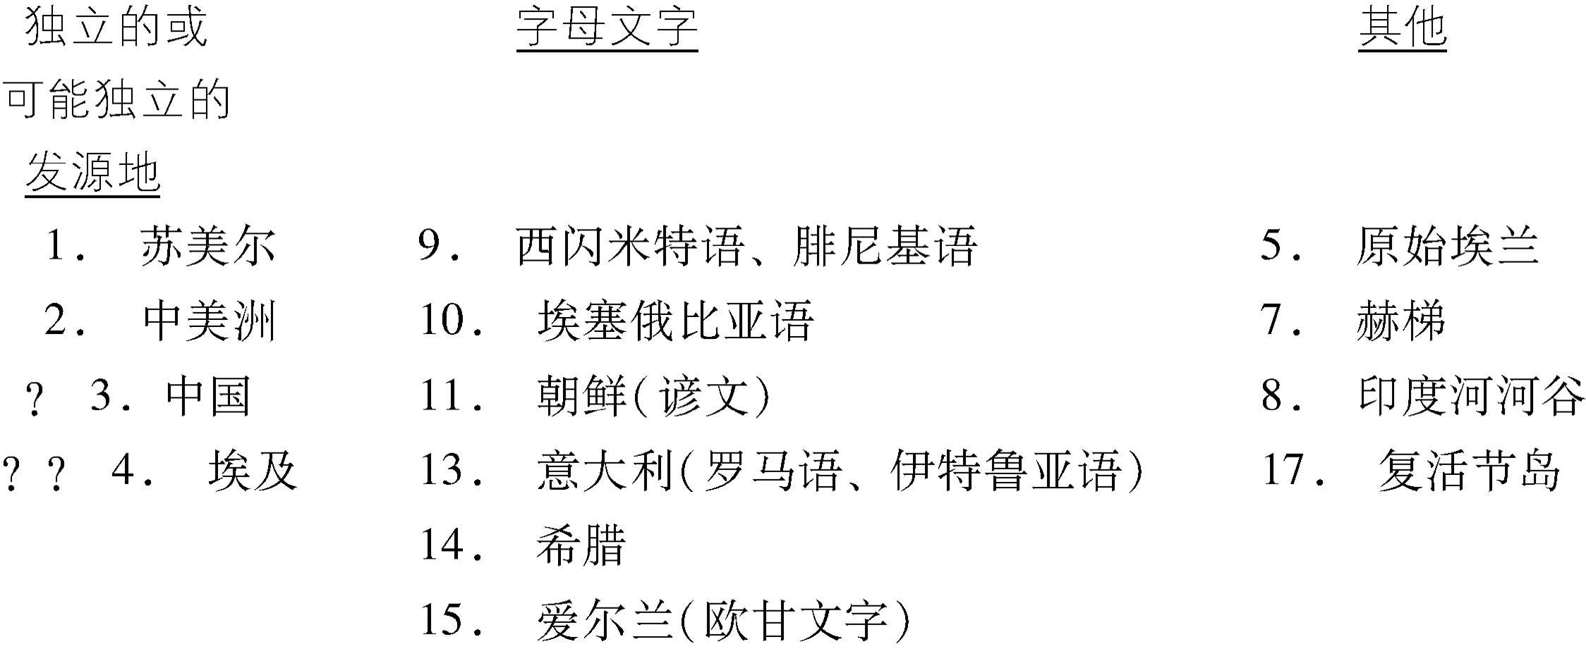 独立的或 字母文字 其他
可能独立的
发源地
1. 苏美尔 9. 西闪米特语、腓尼基语 5. 原始埃兰
2. 中美洲 10. 埃塞俄比亚语 7. 赫梯
? 3. 中国 11. 朝鲜(谚文) 8. 印度河河谷
? ? 4. 埃及 13. 意大利(罗马语、伊特鲁亚语) 17. 复活节岛
14. 希腊
15. 爱尔兰(欧甘文字)